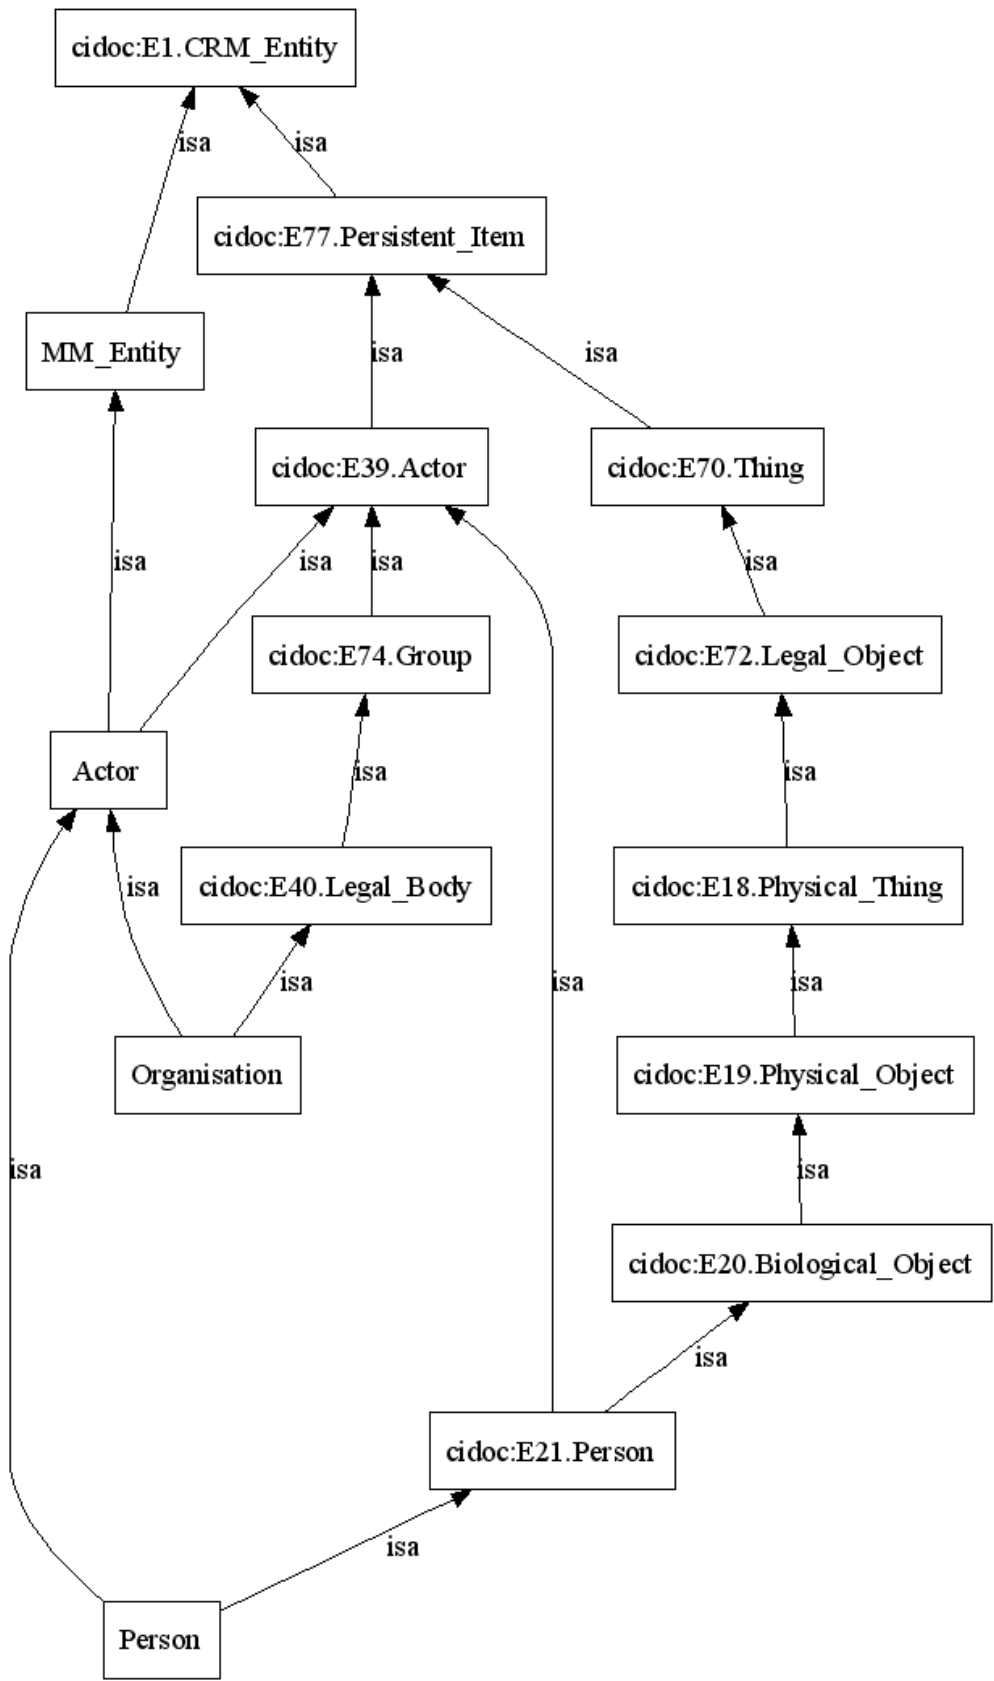 cidoc:E1.CRM_Entity
isa
isa
cidoc:E77.Persistent_Item
MM_Entity
isa
isa
cidoc:E39.Actor
cidoc:E70.Thing
isa
isa
isa
isa
cidoc:E74.Group
cidoc:E72.Legal_Object
Actor
isa
isa
isa
cidoc:E40.Legal_Body
cidoc:E18.Physical_Thing
isa
isa
isa
Organisation
cidoc:E19.Physical_Object
isa
isa
cidoc:E20.Biological_Object
isa
cidoc:E21.Person
isa
Person